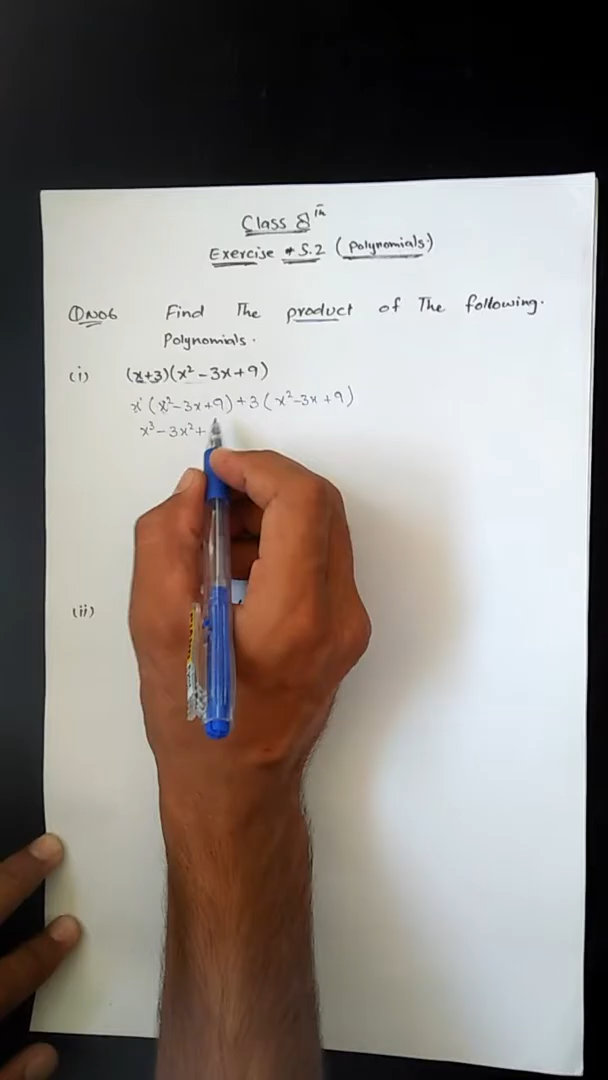 Class 8th
Exercise # 5.2 (Polynomials)
QNO6 Find The product of The following.
Polynomials.
(i) (x+3)(x² - 3x + 9)
x (x² - 3x + 9) + 3 (x² - 3x + 9)
x³ - 3x² +
(ii)